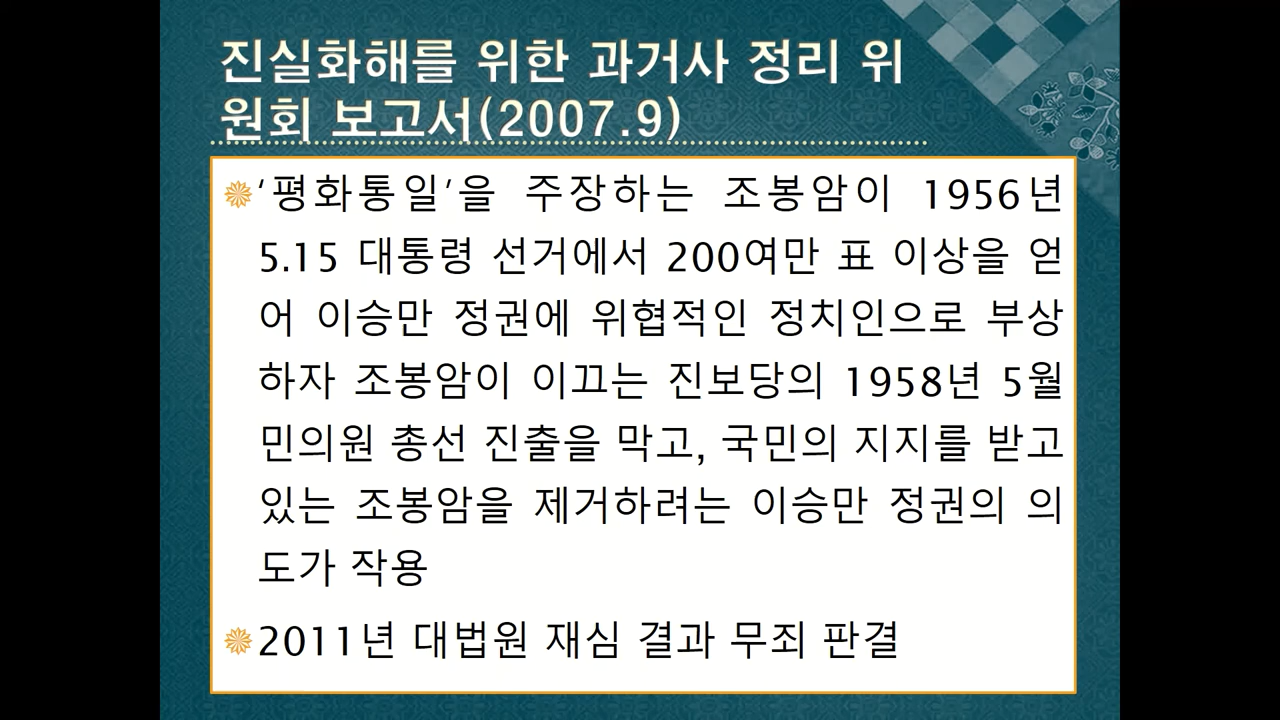 진실화해를 위한 과거사 정리 위
원회 보고서(2007.9)
‘평화통일’을 주장하는 조봉암이 1956년
5.15 대통령 선거에서 200여만 표 이상을 얻
어 이승만 정권에 위협적인 정치인으로 부상
하자 조봉암이 이끄는 진보당의 1958년 5월
민의원 총선 진출을 막고, 국민의 지지를 받고
있는 조봉암을 제거하려는 이승만 정권의 의
도가 작용
2011년 대법원 재심 결과 무죄 판결